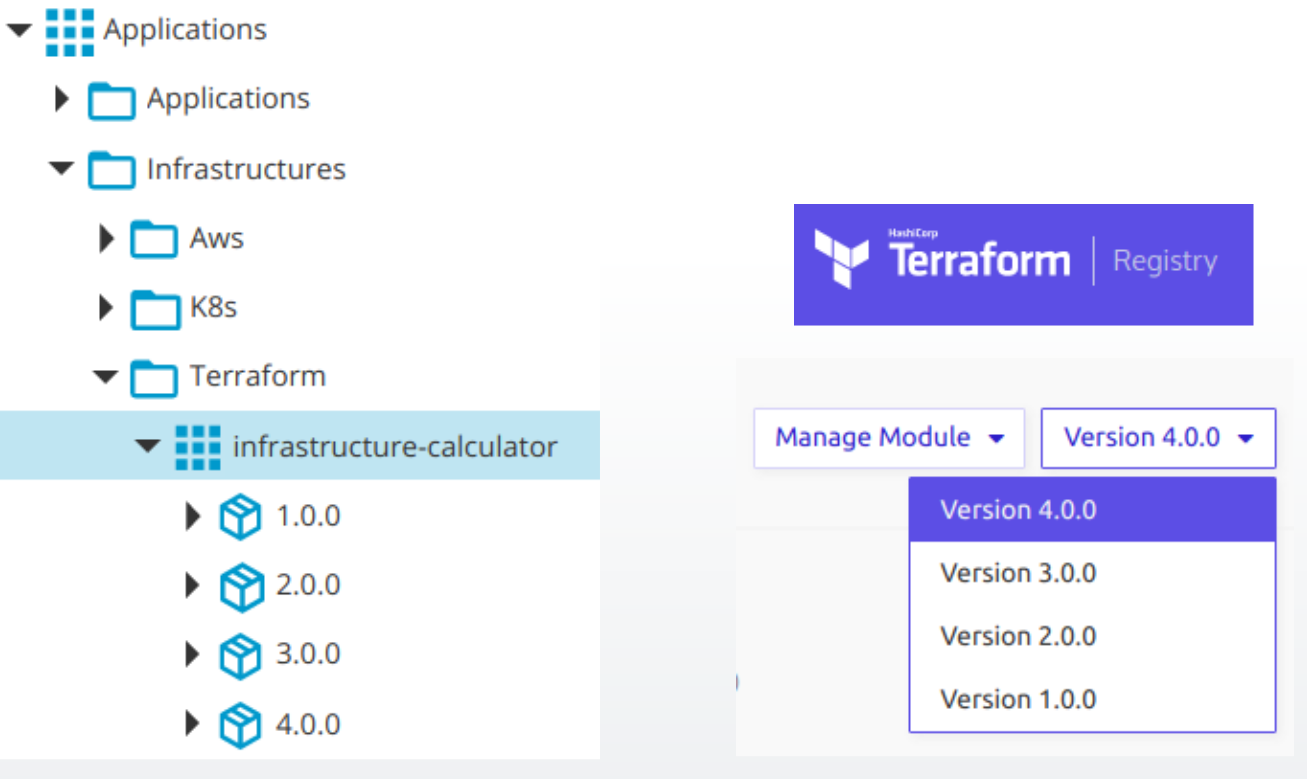 Applications
Applications
Infrastructures
Aws
K8s
Terraform
infrastructure-calculator
1.0.0
2.0.0
3.0.0
4.0.0
HashiCorp
Terraform Registry
Manage Module Version 4.0.0
Version 4.0.0
Version 3.0.0
Version 2.0.0
Version 1.0.0